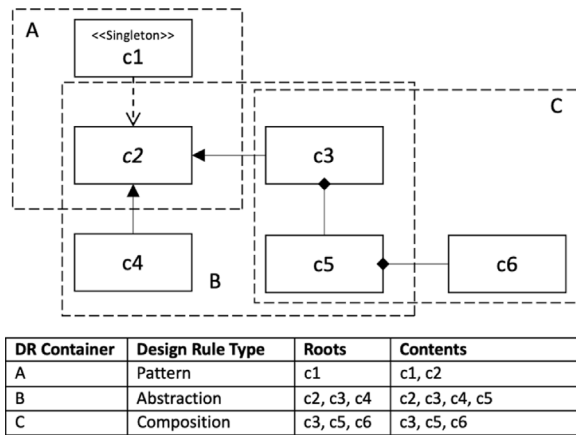 A
<<Singleton>>
c1
C
c2
c3
c4
c5
c6
B
DR Container Design Rule Type Roots Contents
A Pattern c1 c1, c2
B Abstraction c2, c3, c4 c2, c3, c4, c5
C Composition c3, c5, c6 c3, c5, c6